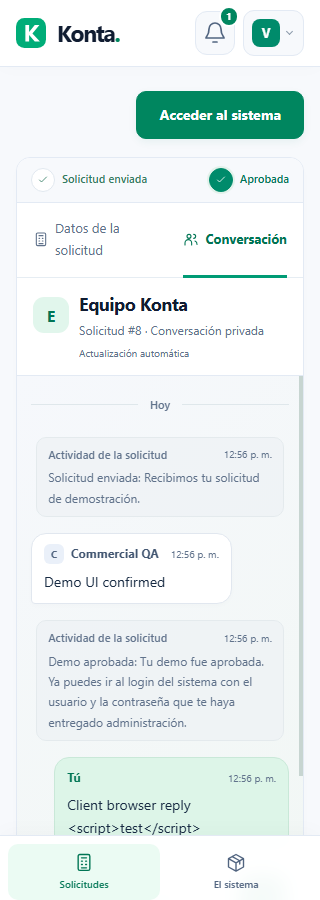 K Konta.
1
V
Acceder al sistema
Solicitud enviada
Aprobada
Datos de la
solicitud
Conversación
E
Equipo Konta
Solicitud #8 · Conversación privada
Actualización automática
Hoy
Actividad de la solicitud 12:56 p. m.
Solicitud enviada: Recibimos tu solicitud
de demostración.
C Commercial QA 12:56 p. m.
Demo UI confirmed
Actividad de la solicitud 12:56 p. m.
Demo aprobada: Tu demo fue aprobada.
Ya puedes ir al login del sistema con el
usuario y la contraseña que te haya
entregado administración.
Tú 12:56 p. m.
Client browser reply
<script>test</script>
Solicitudes
El sistema